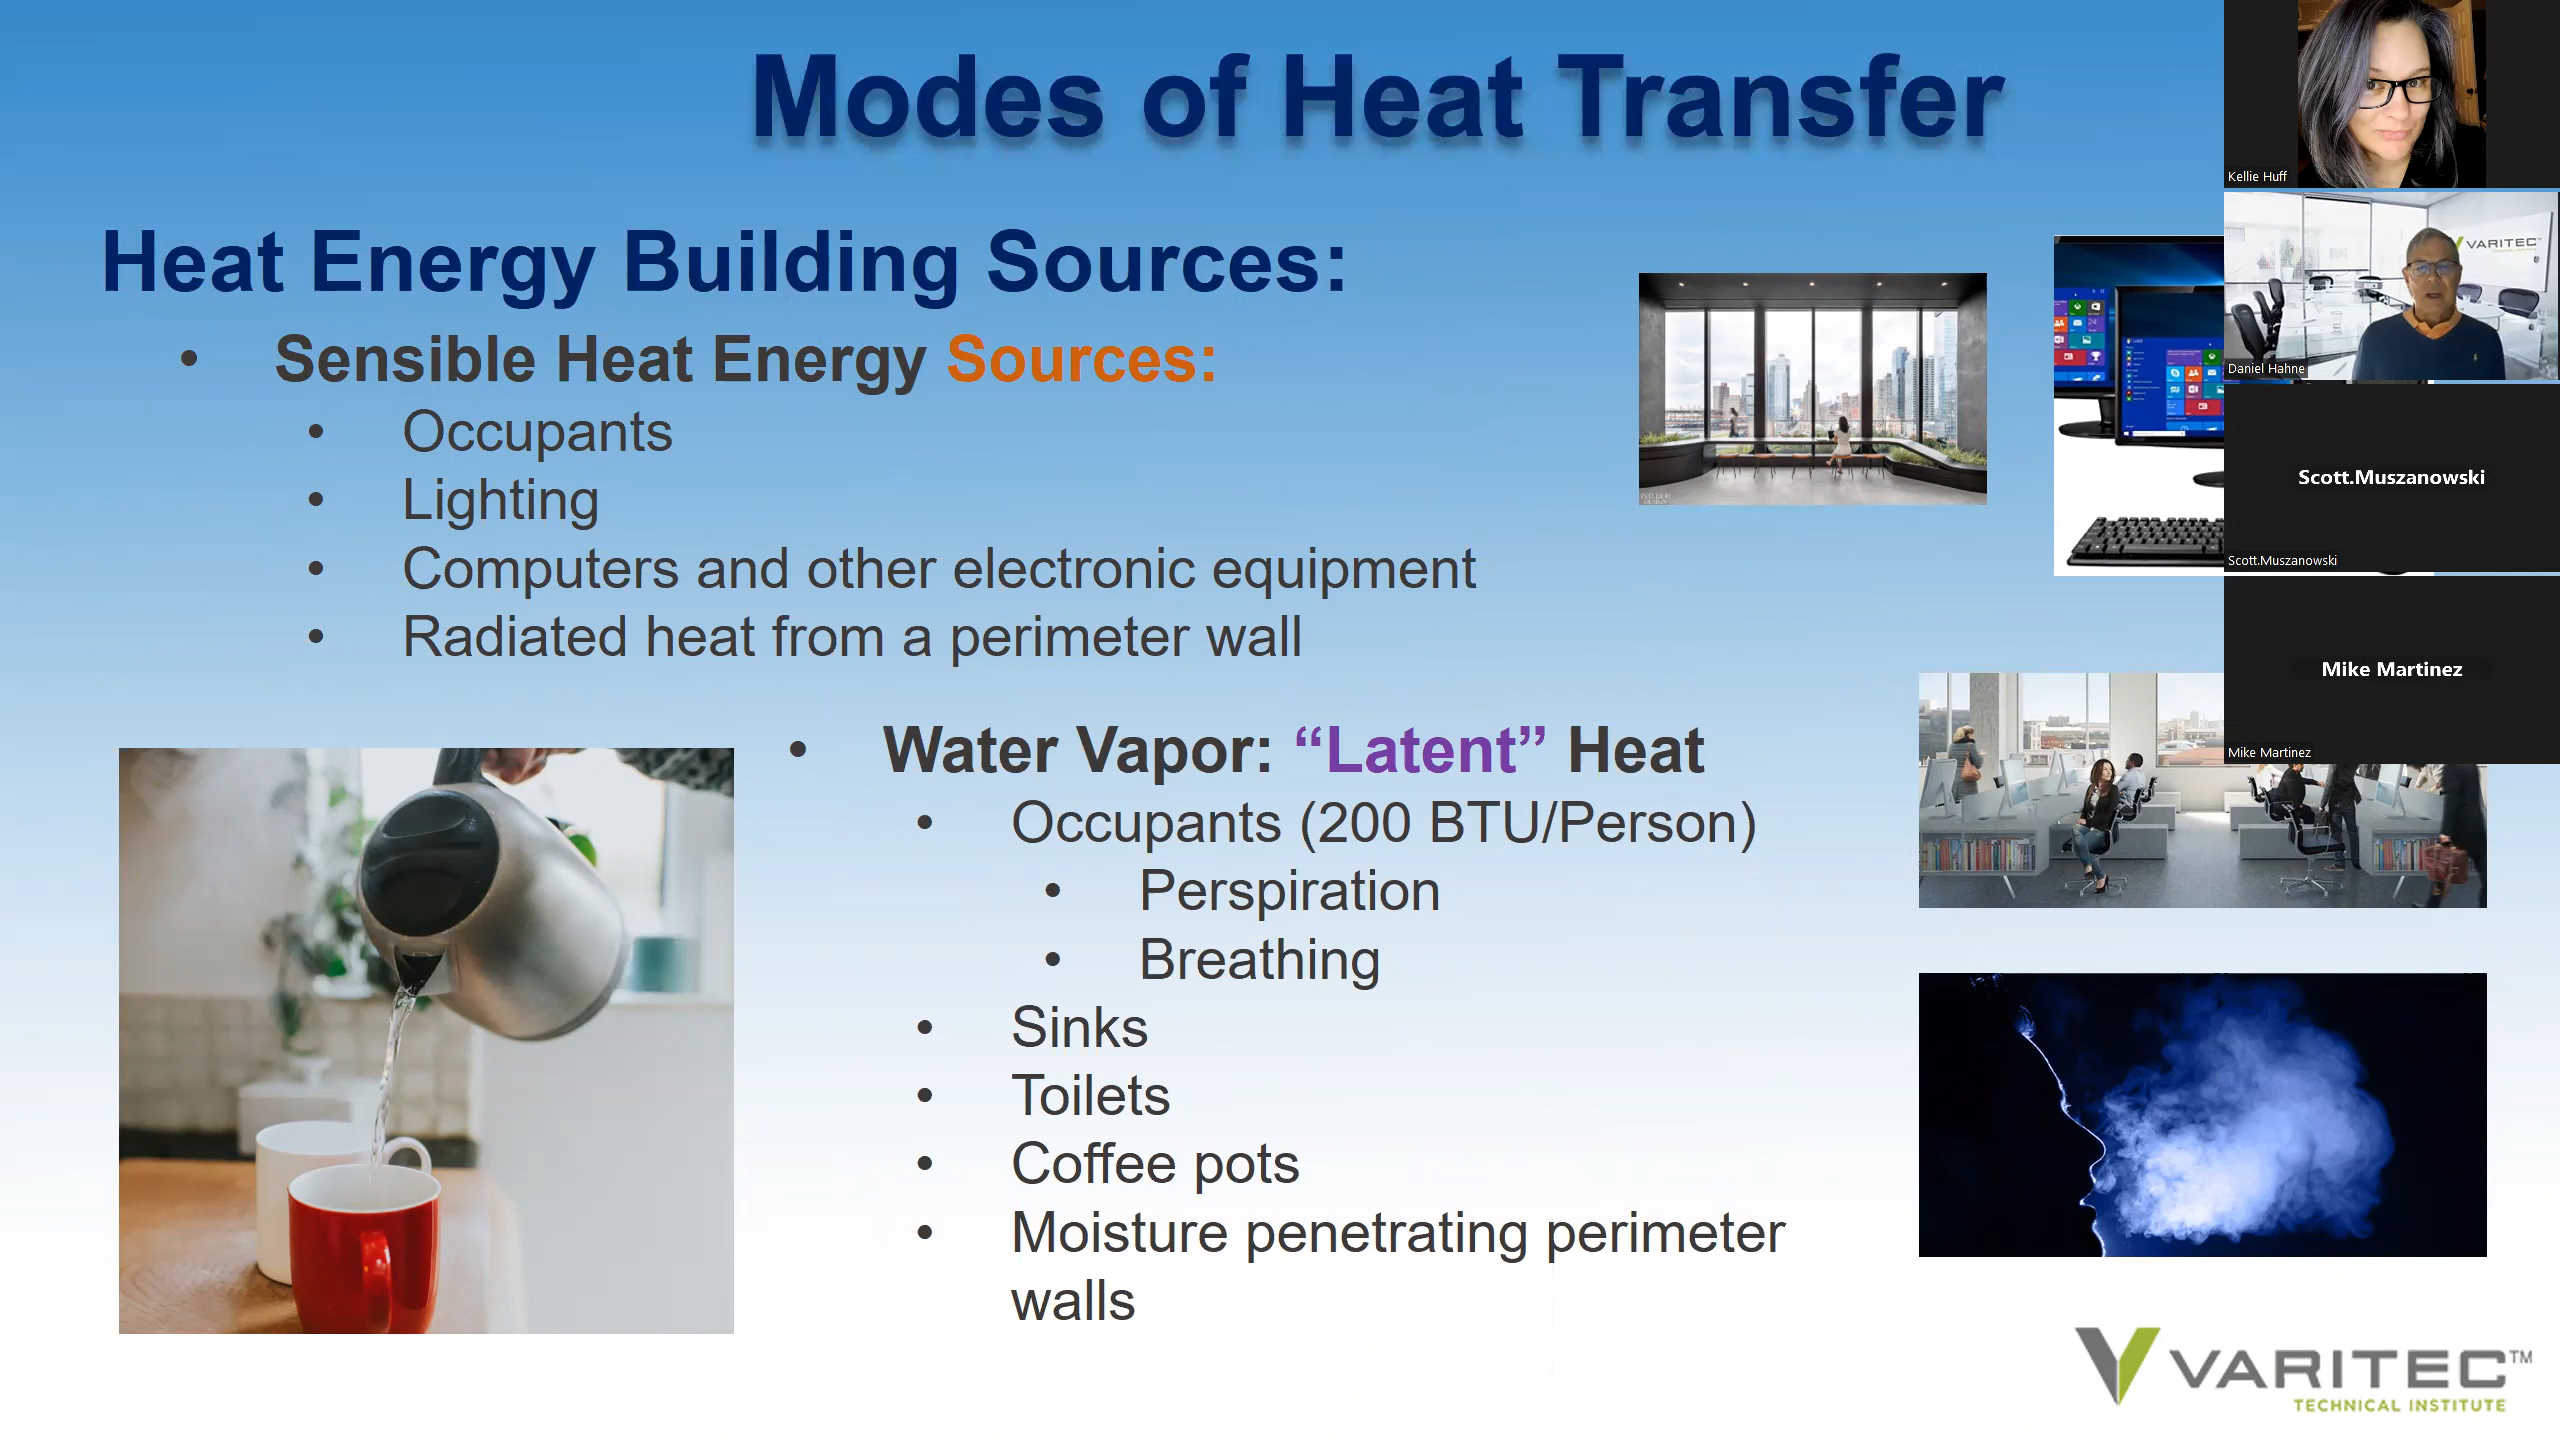 Modes of Heat Transfer
Heat Energy Building Sources:
• Sensible Heat Energy Sources:
• Occupants
• Lighting
• Computers and other electronic equipment
• Radiated heat from a perimeter wall
• Water Vapor: “Latent” Heat
• Occupants (200 BTU/Person)
• Perspiration
• Breathing
• Sinks
• Toilets
• Coffee pots
• Moisture penetrating perimeter
walls
Kellie Huff
VARITEC
Daniel Hahne
Scott.Muszanowski
Scott.Muszanowski
Mike Martinez
Mike Martinez
VARITEC™
TECHNICAL INSTITUTE